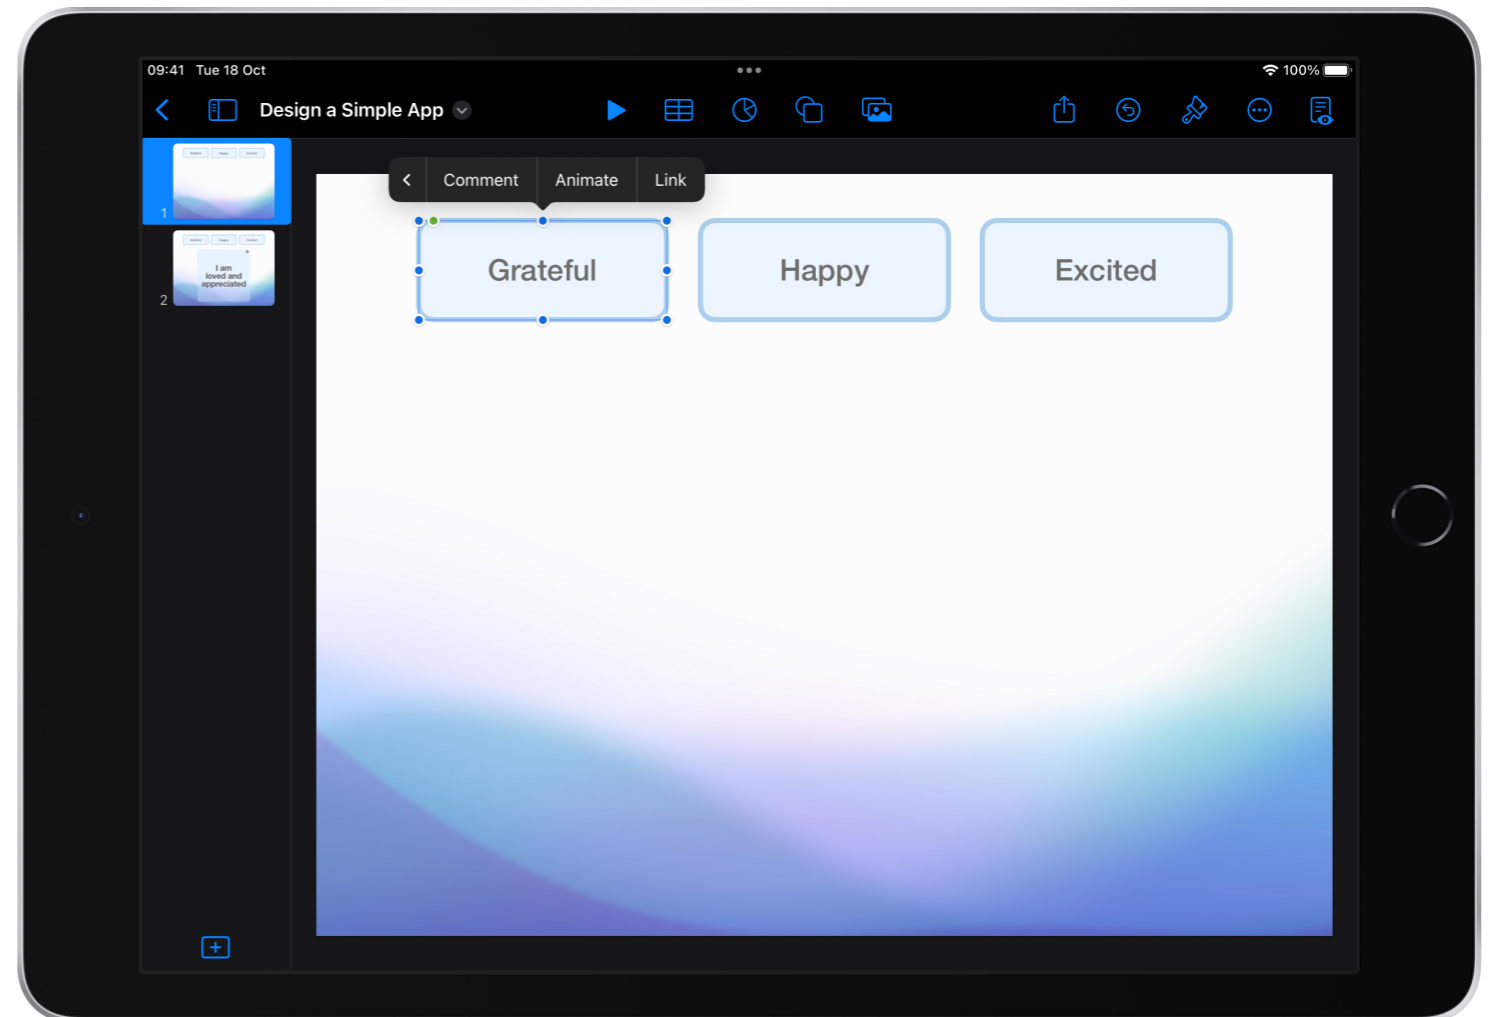 09:41 Tue 18 Oct
100%
Design a Simple App
Comment Animate Link
Grateful Happy Excited
1
I am
loved and
appreciated
2